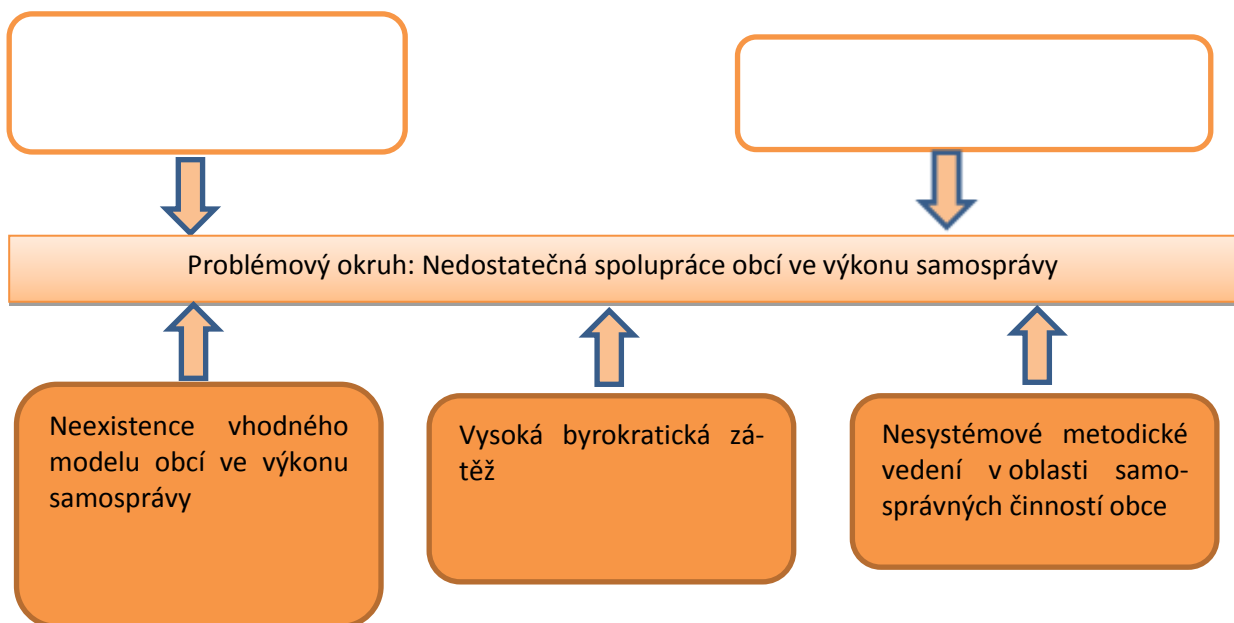 Problémový okruh: Nedostatečná spolupráce obcí ve výkonu samosprávy
Neexistence vhodného
modelu obcí ve výkonu
samosprávy
Vysoká byrokratická zá-
těž
Nesystémové metodické
vedení v oblasti samo-
správných činností obce